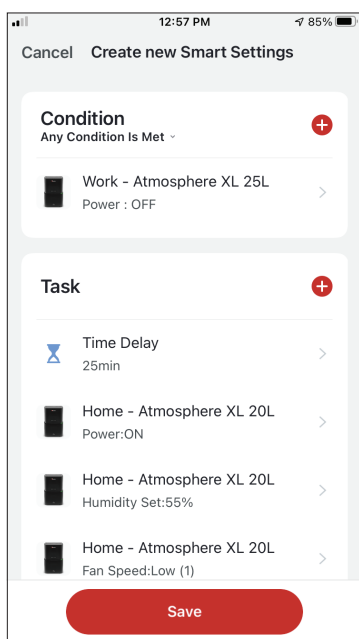 12:57 PM
85%
Cancel Create new Smart Settings
Condition
Any Condition Is Met
Work - Atmosphere XL 25L
Power : OFF
Task
Time Delay
25min
Home - Atmosphere XL 20L
Power:ON
Home - Atmosphere XL 20L
Humidity Set:55%
Home - Atmosphere XL 20L
Fan Speed:Low (1)
Save